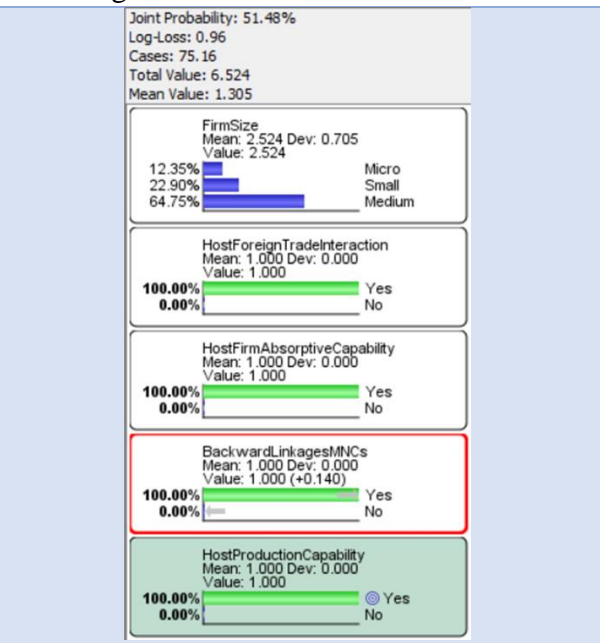 Joint Probability: 51.48%
Log-Loss: 0.96
Cases: 75.16
Total Value: 6.524
Mean Value: 1.305
FirmSize
Mean: 2.524 Dev: 0.705
Value: 2.524
12.35% Micro
22.90% Small
64.75% Medium
HostForeignTradeInteraction
Mean: 1.000 Dev: 0.000
Value: 1.000
100.00% Yes
0.00% No
HostFirmAbsorptiveCapability
Mean: 1.000 Dev: 0.000
Value: 1.000
100.00% Yes
0.00% No
BackwardLinkagesMNCs
Mean: 1.000 Dev: 0.000
Value: 1.000 (+0.140)
100.00% Yes
0.00% No
HostProductionCapability
Mean: 1.000 Dev: 0.000
Value: 1.000
100.00% Yes
0.00% No